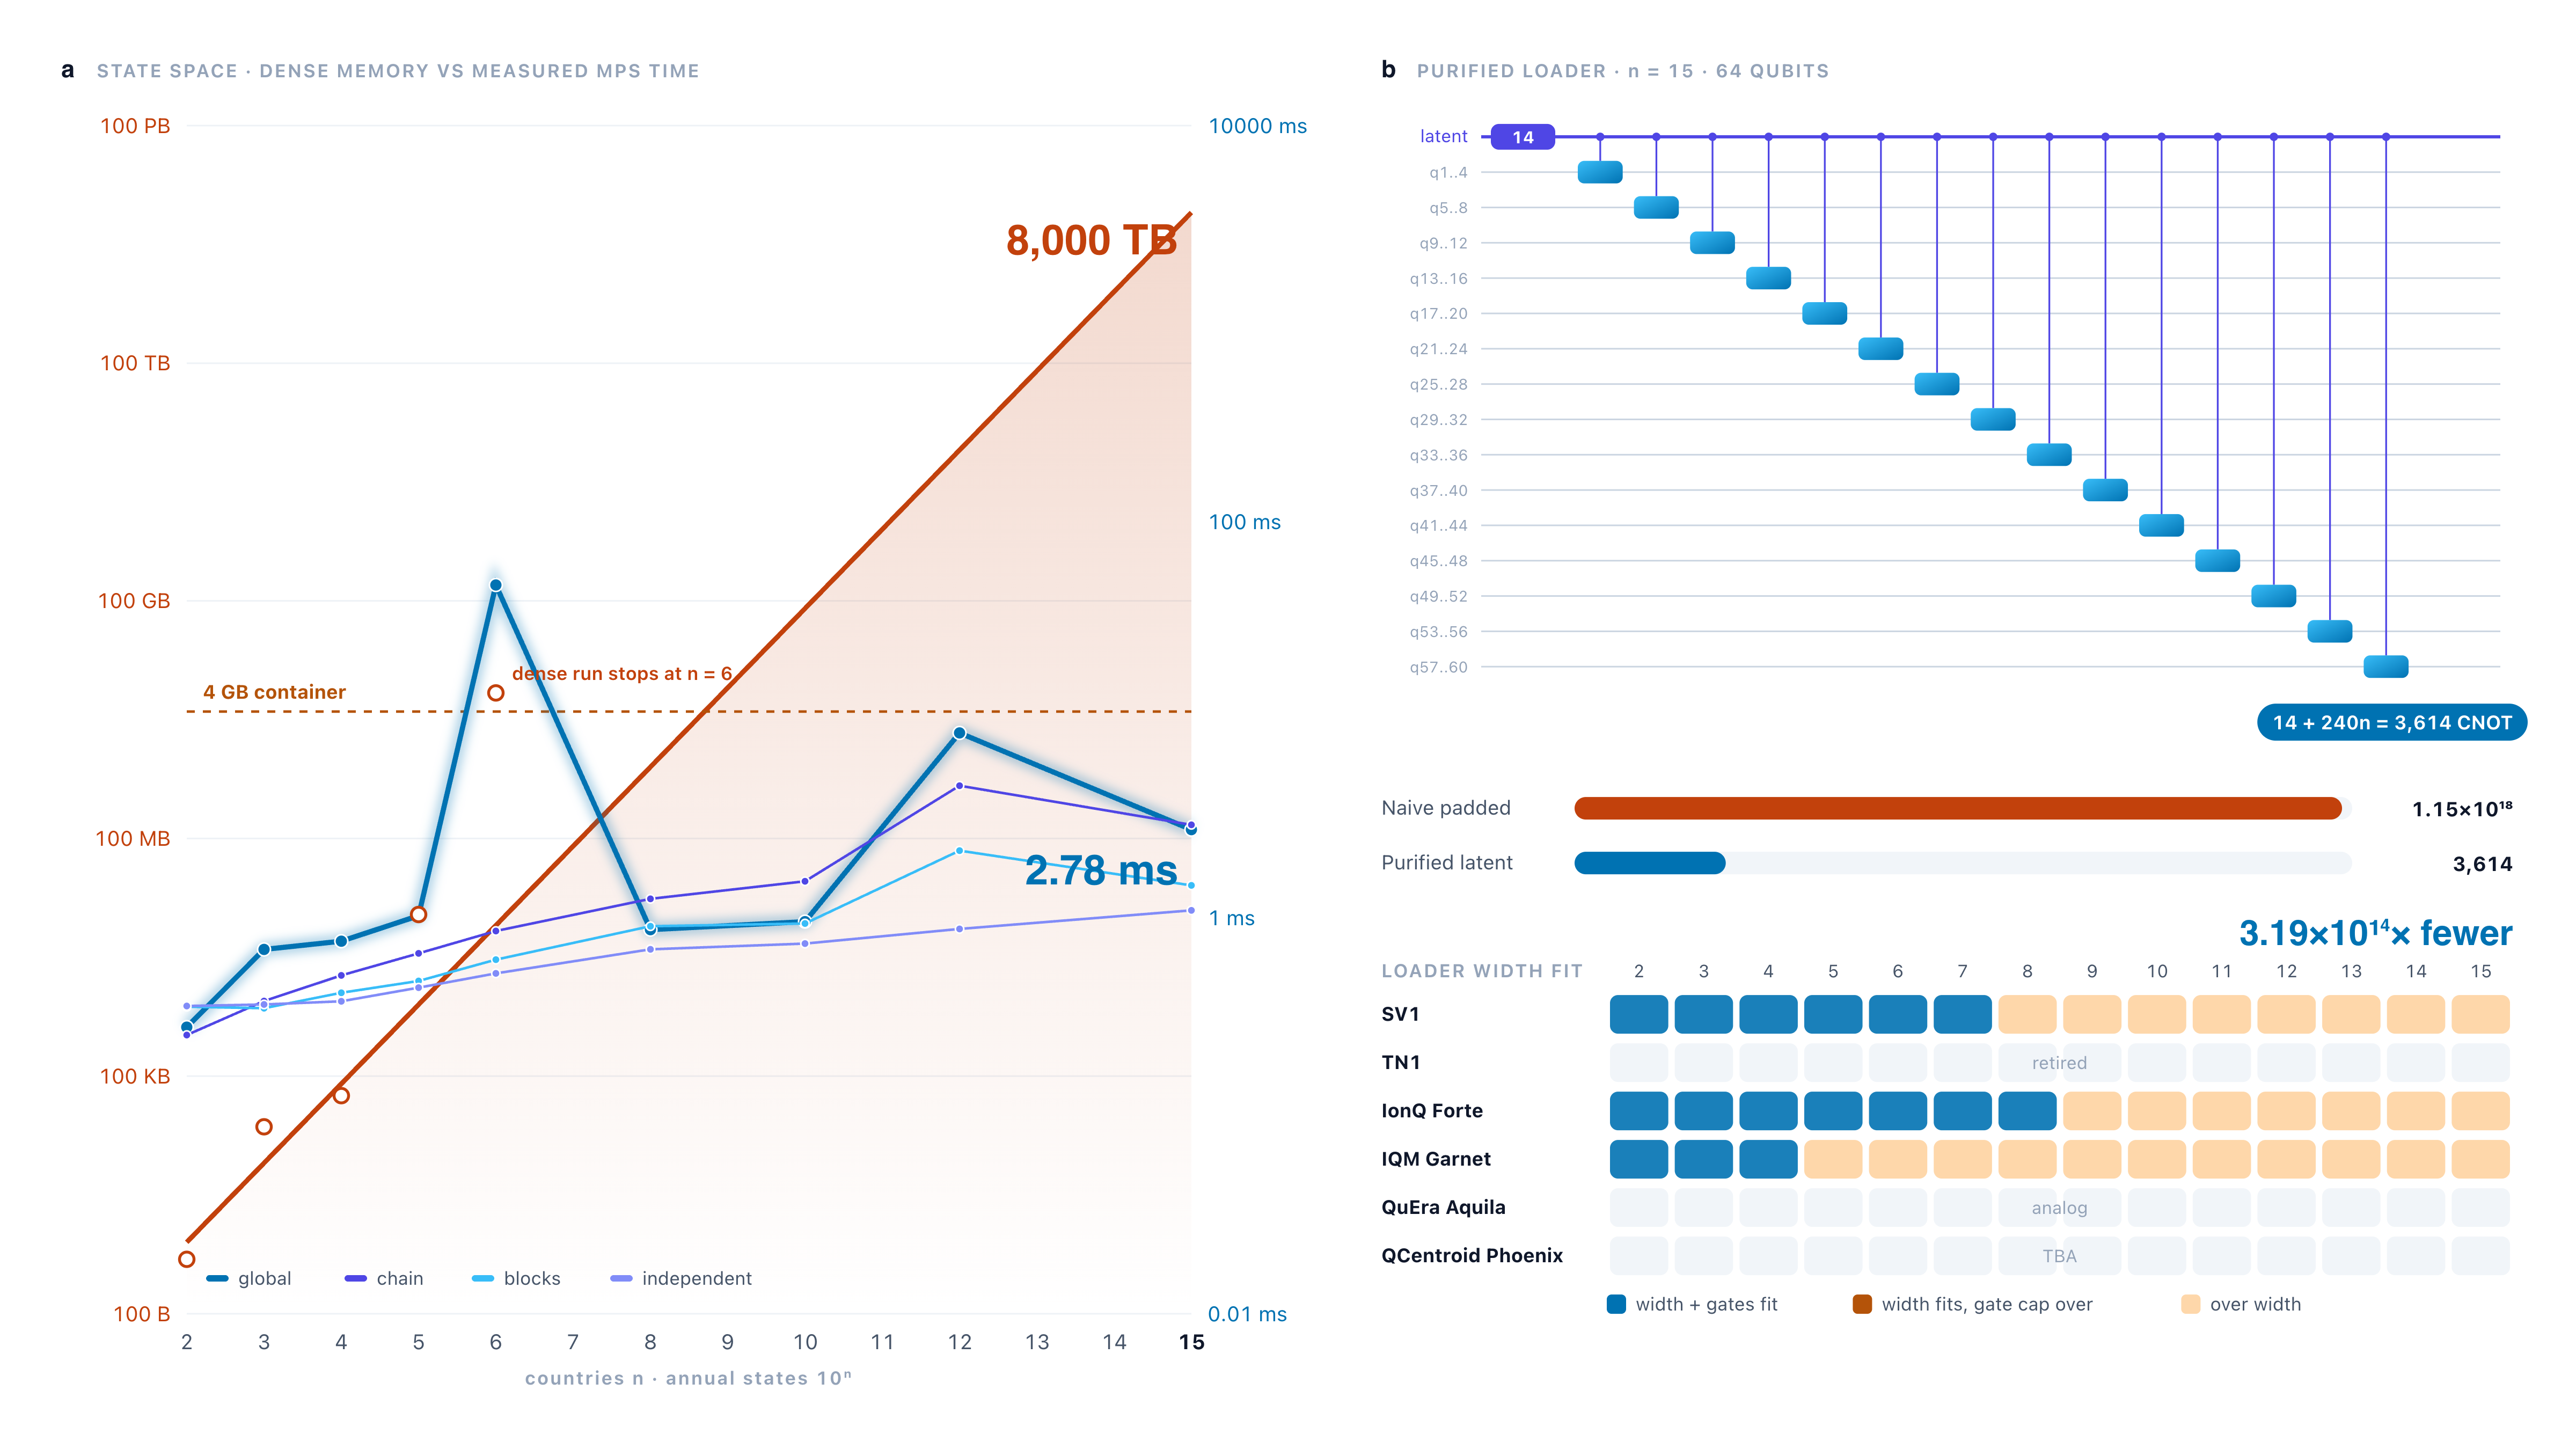 a STATE SPACE · DENSE MEMORY VS MEASURED MPS TIME
100 PB
100 TB
100 GB
100 MB
100 KB
100 B
10000 ms
100 ms
1 ms
0.01 ms
8,000 TB
dense run stops at n = 6
4 GB container
2.78 ms
global chain blocks independent
2 3 4 5 6 7 8 9 10 11 12 13 14 15
countries n · annual states 10ⁿ
b PURIFIED LOADER · n = 15 · 64 QUBITS
latent 14
q1..4
q5..8
q9..12
q13..16
q17..20
q21..24
q25..28
q29..32
q33..36
q37..40
q41..44
q45..48
q49..52
q53..56
q57..60
14 + 240n = 3,614 CNOT
Naive padded 1.15×10¹⁸
Purified latent 3,614
3.19×10¹⁴× fewer
LOADER WIDTH FIT 2 3 4 5 6 7 8 9 10 11 12 13 14 15
SV1
TN1 retired
IonQ Forte
IQM Garnet
QuEra Aquila analog
QCentroid Phoenix TBA
width + gates fit width fits, gate cap over over width